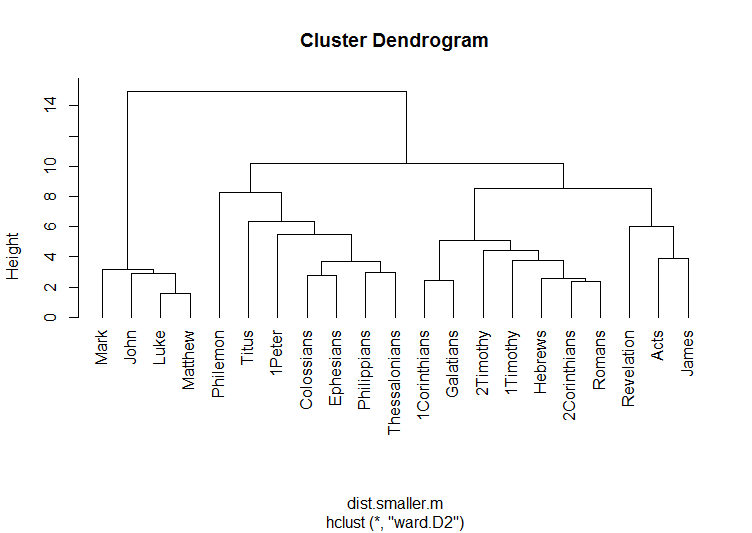 Cluster Dendrogram
Height
14
10
8
6
4
2
0
Mark
John
Luke
Matthew
Philemon
Titus
1Peter
Colossians
Ephesians
Philippians
Thessalonians
1Corinthians
Galatians
2Timothy
1Timothy
Hebrews
2Corinthians
Romans
Revelation
Acts
James
dist.smaller.m
hclust (*, "ward.D2")